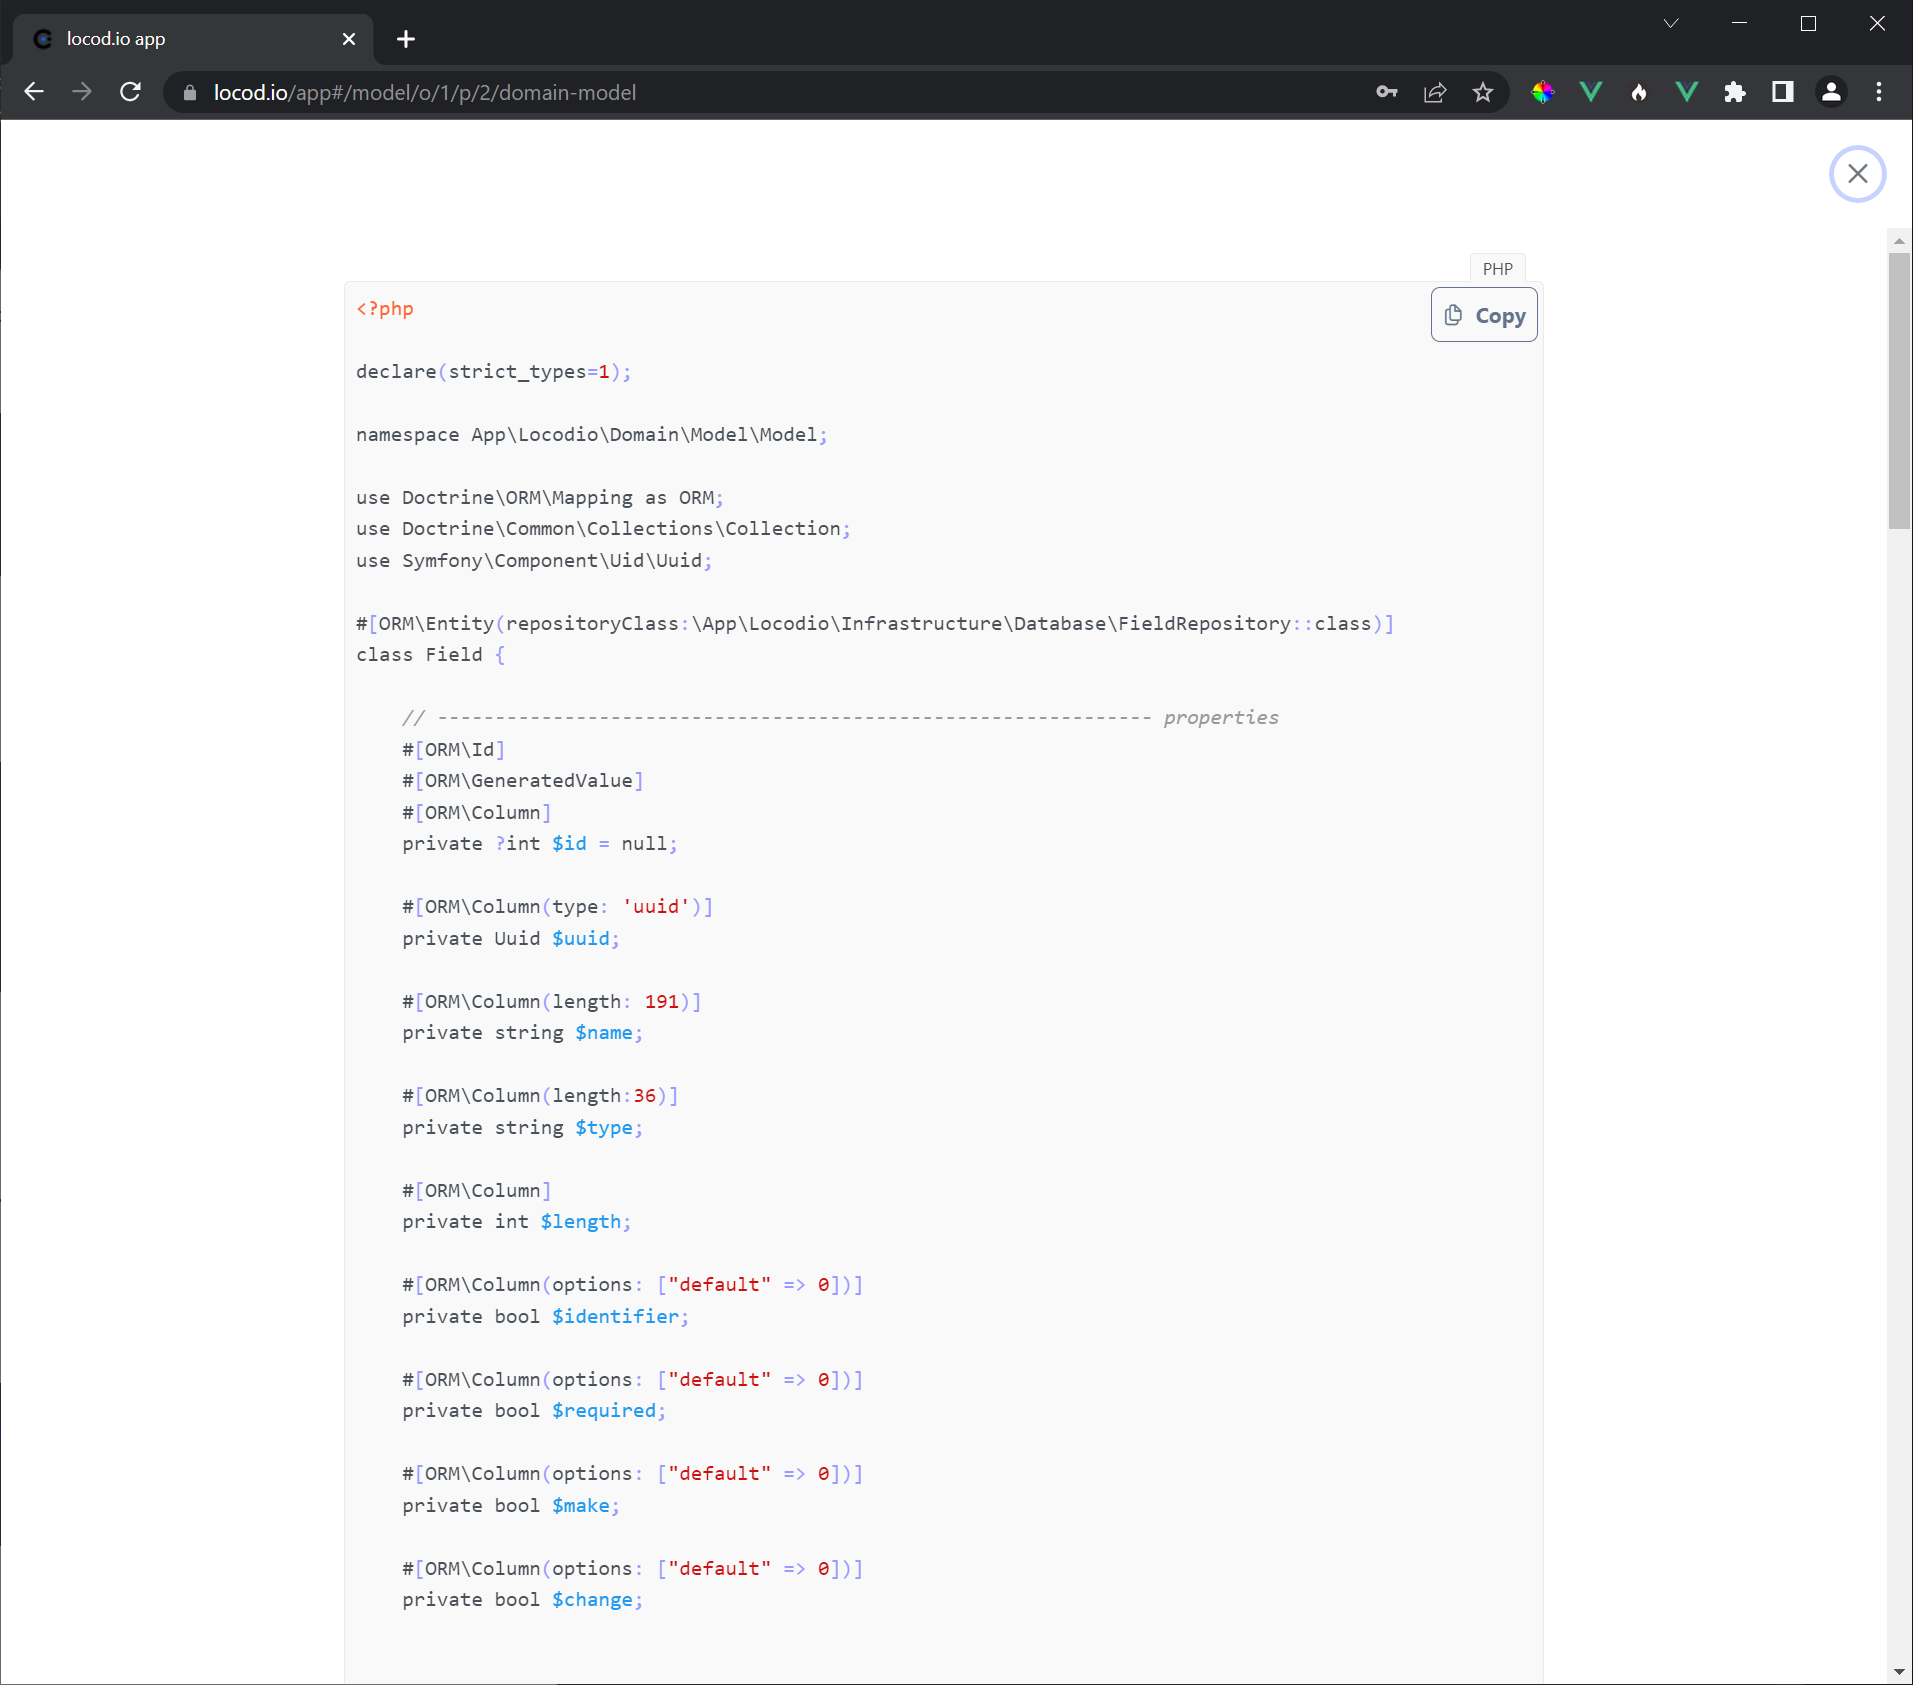 locod.io app
locod.io/app#/model/o/1/p/2/domain-model
PHP
Copy
<?php
declare(strict_types=1);
namespace App\Locodio\Domain\Model\Model;
use Doctrine\ORM\Mapping as ORM;
use Doctrine\Common\Collections\Collection;
use Symfony\Component\Uid\Uuid;
#[ORM\Entity(repositoryClass:\App\Locodio\Infrastructure\Database\FieldRepository::class)]
class Field {
// -------------------------------------------------------------- properties
#[ORM\Id]
#[ORM\GeneratedValue]
#[ORM\Column]
private ?int $id = null;
#[ORM\Column(type: 'uuid')]
private Uuid $uuid;
#[ORM\Column(length: 191)]
private string $name;
#[ORM\Column(length:36)]
private string $type;
#[ORM\Column]
private int $length;
#[ORM\Column(options: ["default" => 0])]
private bool $identifier;
#[ORM\Column(options: ["default" => 0])]
private bool $required;
#[ORM\Column(options: ["default" => 0])]
private bool $make;
#[ORM\Column(options: ["default" => 0])]
private bool $change;